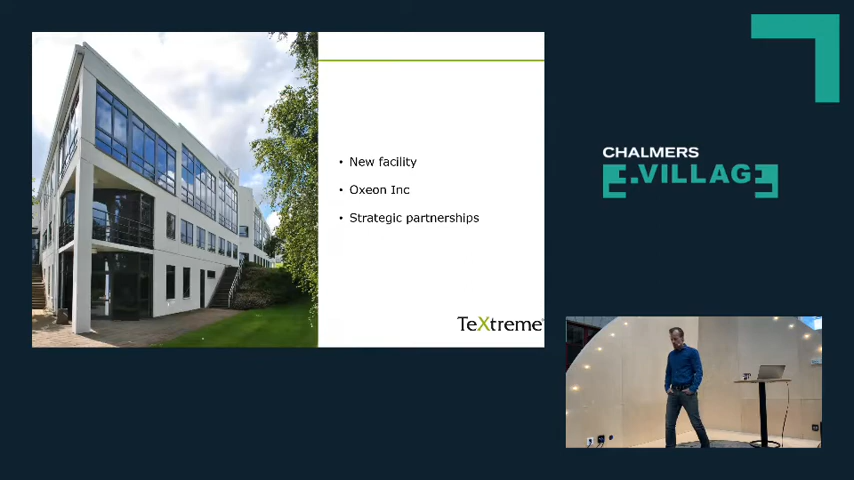 • New facility
• Oxeon Inc
• Strategic partnerships
TeXtreme®
CHALMERS
E.VILLAGE